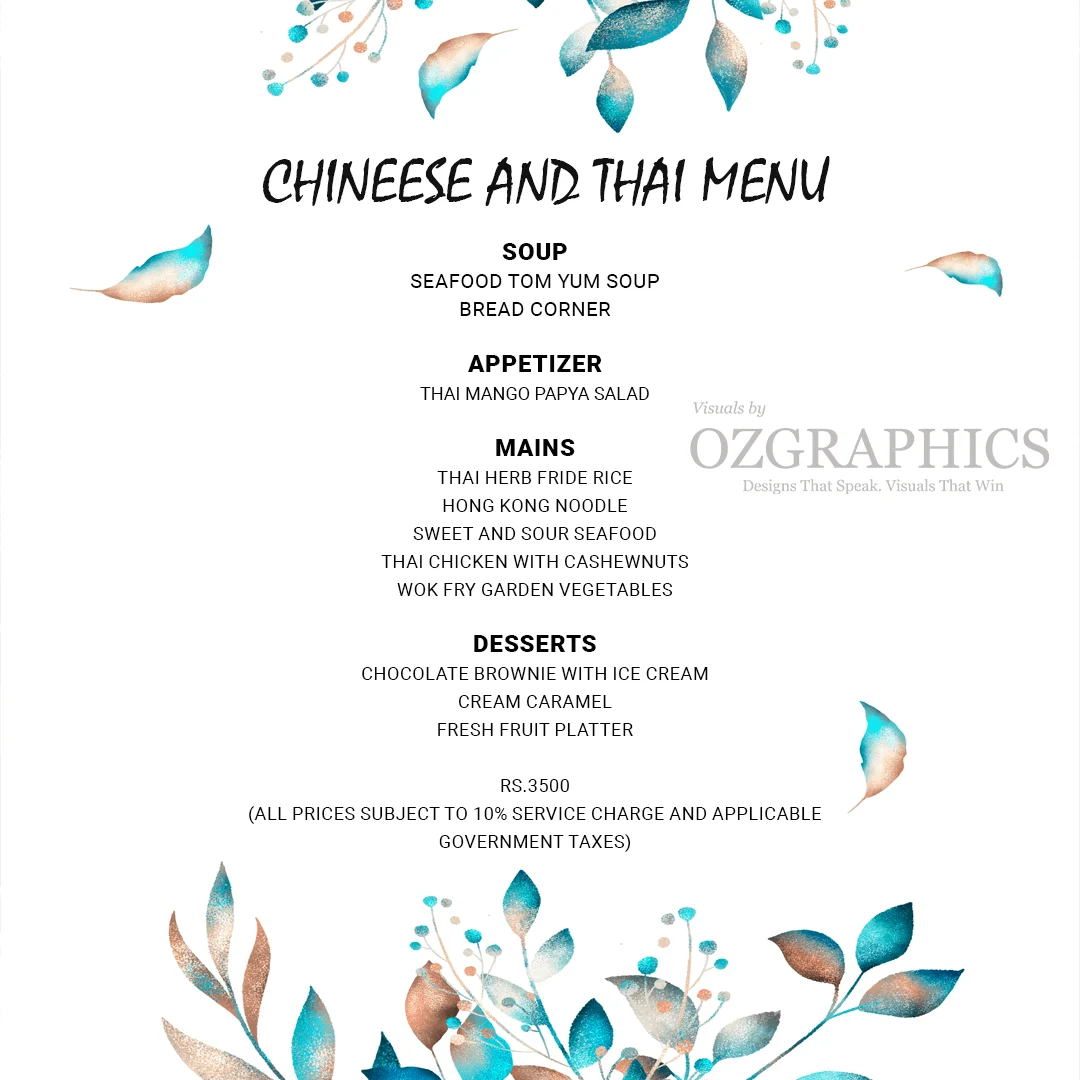 CHINEESE AND THAI MENU
SOUP
SEAFOOD TOM YUM SOUP
BREAD CORNER
APPETIZER
THAI MANGO PAPYA SALAD
Visuals by
OZGRAPHICS
Designs That Speak. Visuals That Win
MAINS
THAI HERB FRIDE RICE
HONG KONG NOODLE
SWEET AND SOUR SEAFOOD
THAI CHICKEN WITH CASHEWNUTS
WOK FRY GARDEN VEGETABLES
DESSERTS
CHOCOLATE BROWNIE WITH ICE CREAM
CREAM CARAMEL
FRESH FRUIT PLATTER
RS.3500
(ALL PRICES SUBJECT TO 10% SERVICE CHARGE AND APPLICABLE
GOVERNMENT TAXES)